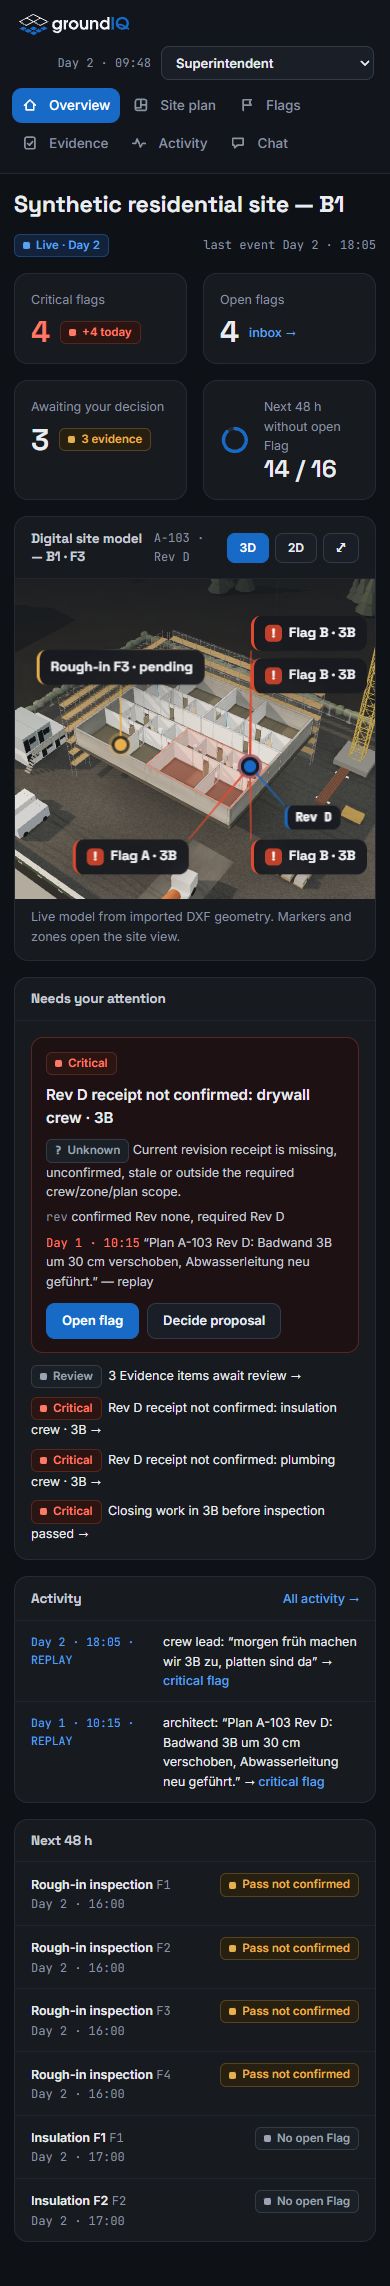 groundIQ
Day 2 · 09:48
Superintendent
Overview
Site plan
Flags
Evidence
Activity
Chat
Synthetic residential site — B1
Live · Day 2
last event Day 2 · 18:05
Critical flags
4
+4 today
Open flags
4
inbox →
Awaiting your decision
3
3 evidence
Next 48 h
without open
Flag
14 / 16
Digital site model
— B1 · F3
A-103 ·
Rev D
3D
2D
Flag B · 3B
Rough-in F3 · pending
Flag B · 3B
Rev D
Flag A · 3B
Flag B · 3B
Live model from imported DXF geometry. Markers and
zones open the site view.
Needs your attention
Critical
Rev D receipt not confirmed: drywall
crew · 3B
? Unknown Current revision receipt is missing,
unconfirmed, stale or outside the required
crew/zone/plan scope.
rev confirmed Rev none, required Rev D
Day 1 · 10:15 “Plan A-103 Rev D: Badwand 3B
um 30 cm verschoben, Abwasserleitung neu
geführt.” — replay
Open flag
Decide proposal
Review 3 Evidence items await review →
Critical Rev D receipt not confirmed: insulation
crew · 3B →
Critical Rev D receipt not confirmed: plumbing
crew · 3B →
Critical Closing work in 3B before inspection
passed →
Activity
All activity →
Day 2 · 18:05 ·
REPLAY
crew lead: “morgen früh machen
wir 3B zu, platten sind da” →
critical flag
Day 1 · 10:15 ·
REPLAY
architect: “Plan A-103 Rev D:
Badwand 3B um 30 cm
verschoben, Abwasserleitung
neu geführt.” → critical flag
Next 48 h
Rough-in inspection F1
Day 2 · 16:00
Pass not confirmed
Rough-in inspection F2
Day 2 · 16:00
Pass not confirmed
Rough-in inspection F3
Day 2 · 16:00
Pass not confirmed
Rough-in inspection F4
Day 2 · 16:00
Pass not confirmed
Insulation F1 F1
Day 2 · 17:00
No open Flag
Insulation F2 F2
Day 2 · 17:00
No open Flag